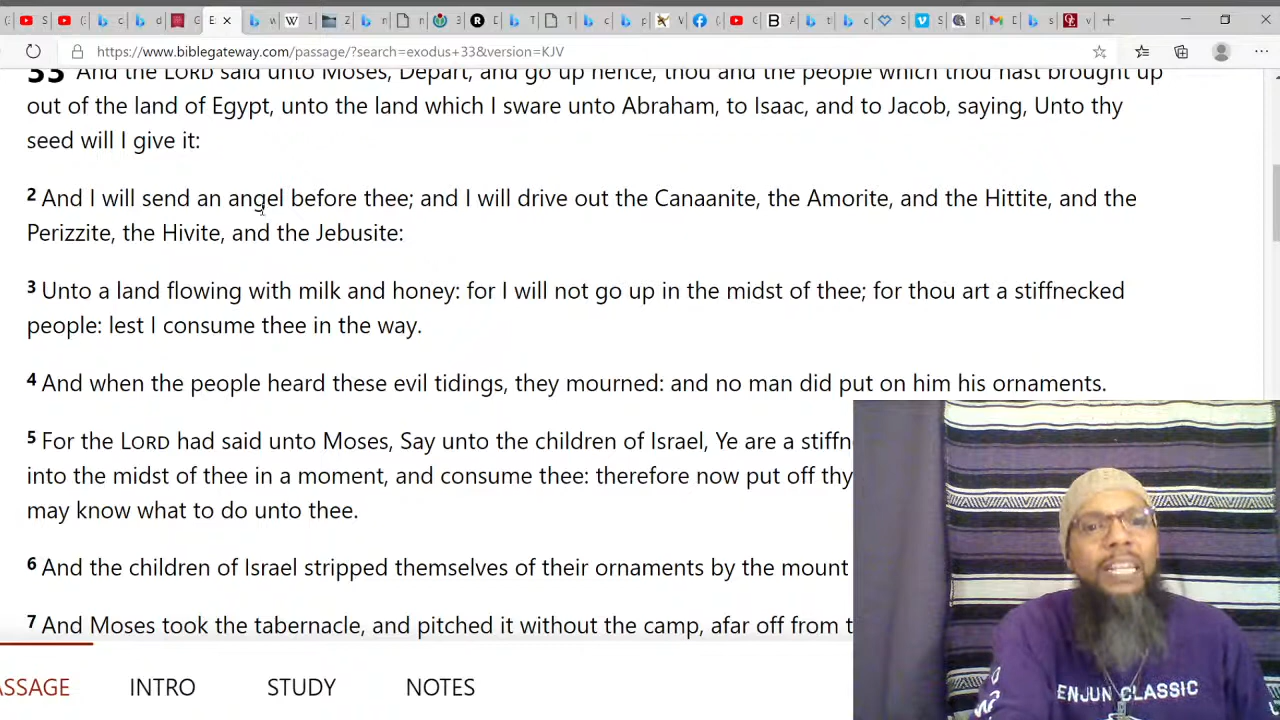 https://www.biblegateway.com/passage/?search=exodus+33&version=KJV
33 And the LORD said unto Moses, Depart, and go up hence, thou and the people which thou hast brought up
out of the land of Egypt, unto the land which I sware unto Abraham, to Isaac, and to Jacob, saying, Unto thy
seed will I give it:
2 And I will send an angel before thee; and I will drive out the Canaanite, the Amorite, and the Hittite, and the
Perizzite, the Hivite, and the Jebusite:
3 Unto a land flowing with milk and honey: for I will not go up in the midst of thee; for thou art a stiffnecked
people: lest I consume thee in the way.
4 And when the people heard these evil tidings, they mourned: and no man did put on him his ornaments.
5 For the LORD had said unto Moses, Say unto the children of Israel, Ye are a stiffn
into the midst of thee in a moment, and consume thee: therefore now put off thy
may know what to do unto thee.
6 And the children of Israel stripped themselves of their ornaments by the mount
7 And Moses took the tabernacle, and pitched it without the camp, afar off from t
ASSAGE INTRO STUDY NOTES
ENJUN CLASSIC